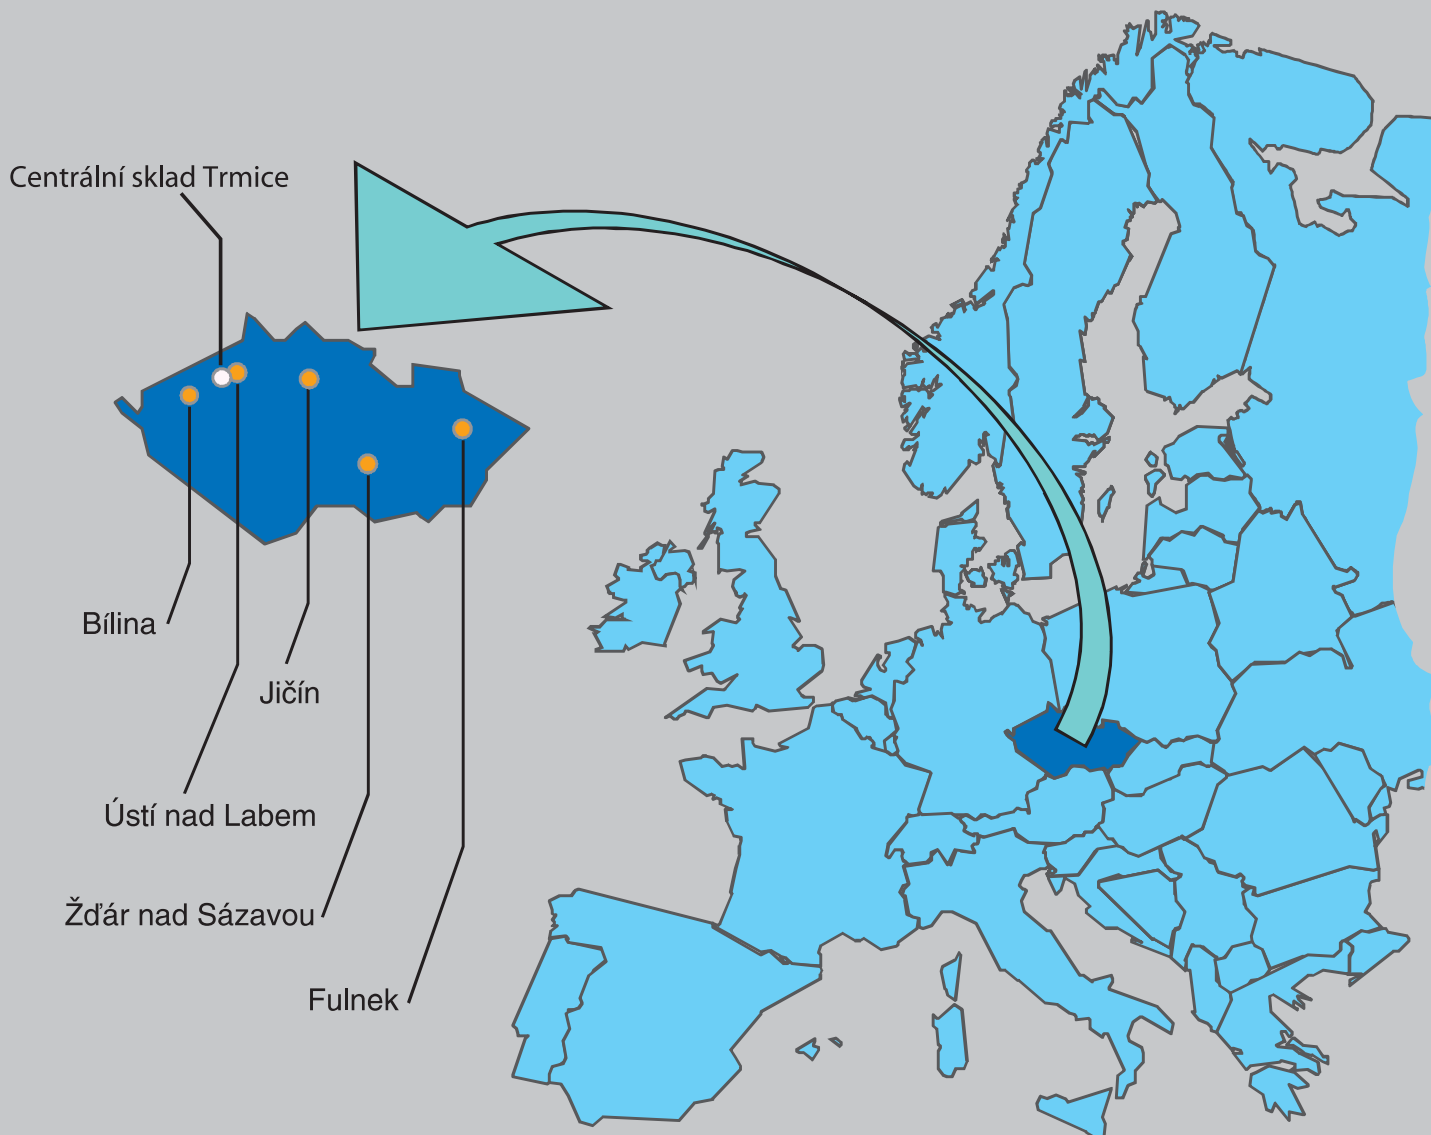 Centrální sklad Trmice
Bílina
Jičín
Ústí nad Labem
Žďár nad Sázavou
Fulnek